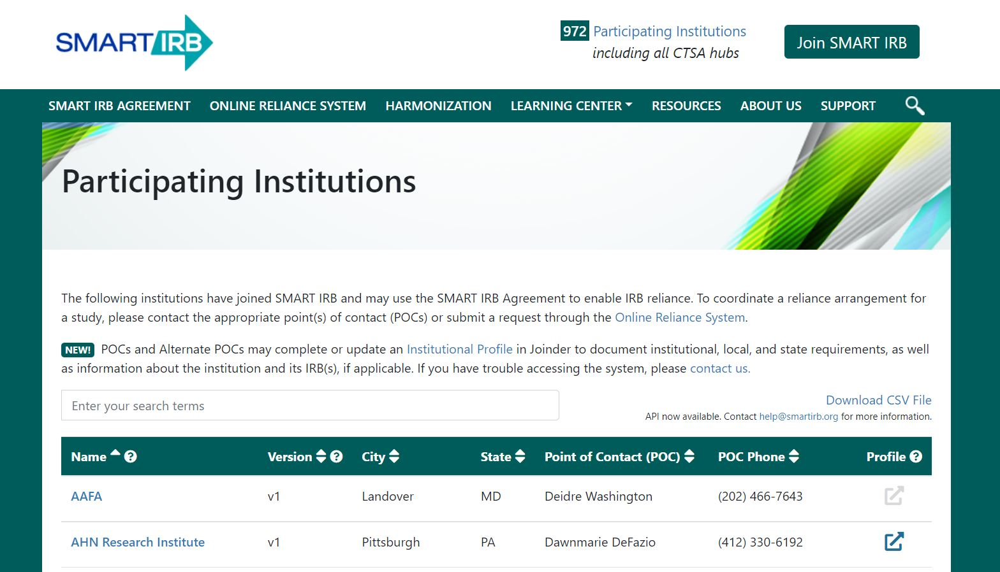 SMART IRB
972 Participating Institutions
including all CTSA hubs
Join SMART IRB
SMART IRB AGREEMENT ONLINE RELIANCE SYSTEM HARMONIZATION LEARNING CENTER RESOURCES ABOUT US SUPPORT
Participating Institutions
The following institutions have joined SMART IRB and may use the SMART IRB Agreement to enable IRB reliance. To coordinate a reliance arrangement for
a study, please contact the appropriate point(s) of contact (POCs) or submit a request through the Online Reliance System.
NEW! POCs and Alternate POCs may complete or update an Institutional Profile in Joinder to document institutional, local, and state requirements, as well
as information about the institution and its IRB(s), if applicable. If you have trouble accessing the system, please contact us.
Enter your search terms
Download CSV File
API now available. Contact help@smartirb.org for more information.
Name ? Version ? City State Point of Contact (POC) POC Phone Profile ?
AAFA v1 Landover MD Deidre Washington (202) 466-7643
AHN Research Institute v1 Pittsburgh PA Dawnmarie DeFazio (412) 330-6192